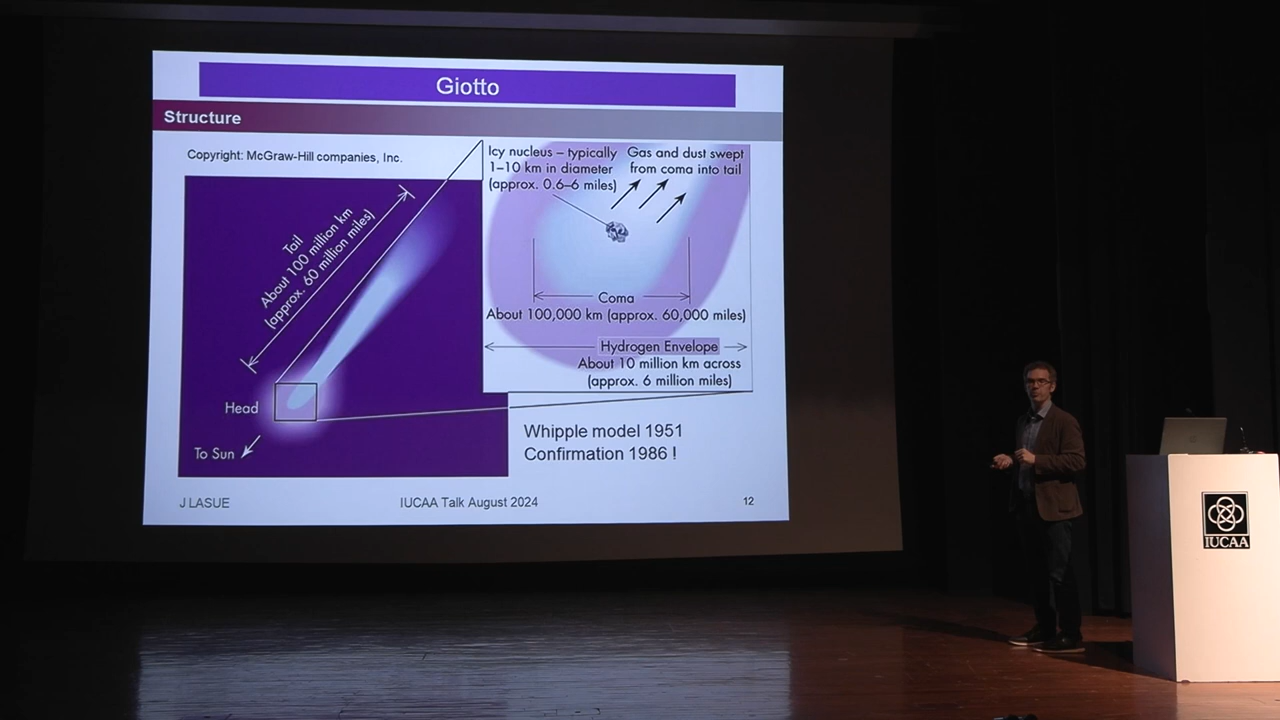 Giotto
Structure
Copyright: McGraw-Hill companies, Inc.
Tail
About 100 million km
(approx. 60 million miles)
Head
To Sun
Icy nucleus – typically
1–10 km in diameter
(approx. 0.6–6 miles)
Gas and dust swept
from coma into tail
Coma
About 100,000 km (approx. 60,000 miles)
Hydrogen Envelope
About 10 million km across
(approx. 6 million miles)
Whipple model 1951
Confirmation 1986 !
J LASUE
IUCAA Talk August 2024
12
IUCAA